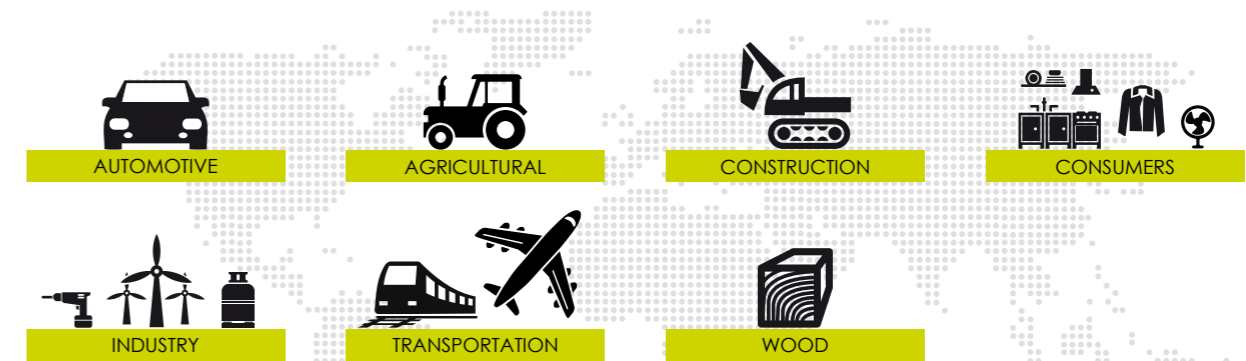 AUTOMOTIVE
AGRICULTURAL
CONSTRUCTION
CONSUMERS
INDUSTRY
TRANSPORTATION
WOOD